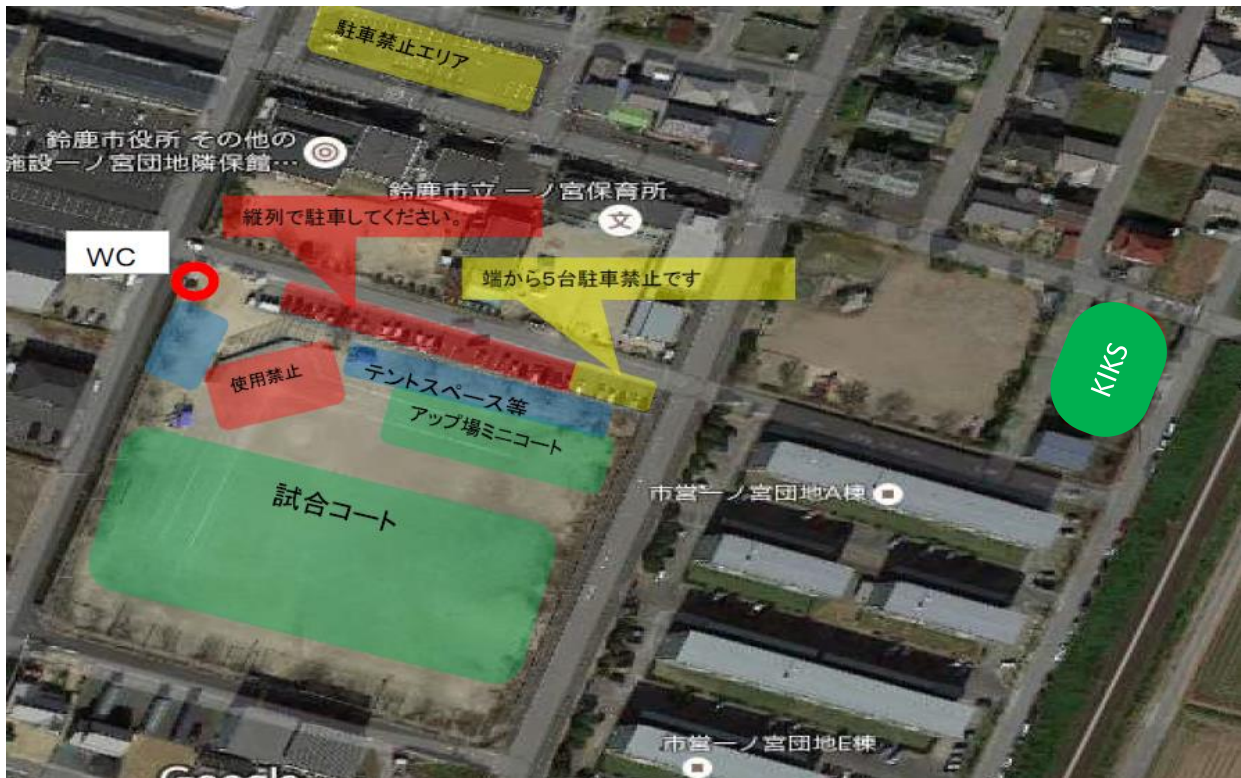 駐車禁止エリア
鈴鹿市役所 その他の
施設一ノ宮団地隣保館…
鈴鹿市立 一ノ宮保育所
文
縦列で駐車してください。
WC
端から5台駐車禁止です
KIKS
使用禁止
テントスペース等
アップ場ミニコート
試合コート
市営一ノ宮団地A棟
市営一ノ宮団地E棟
Google